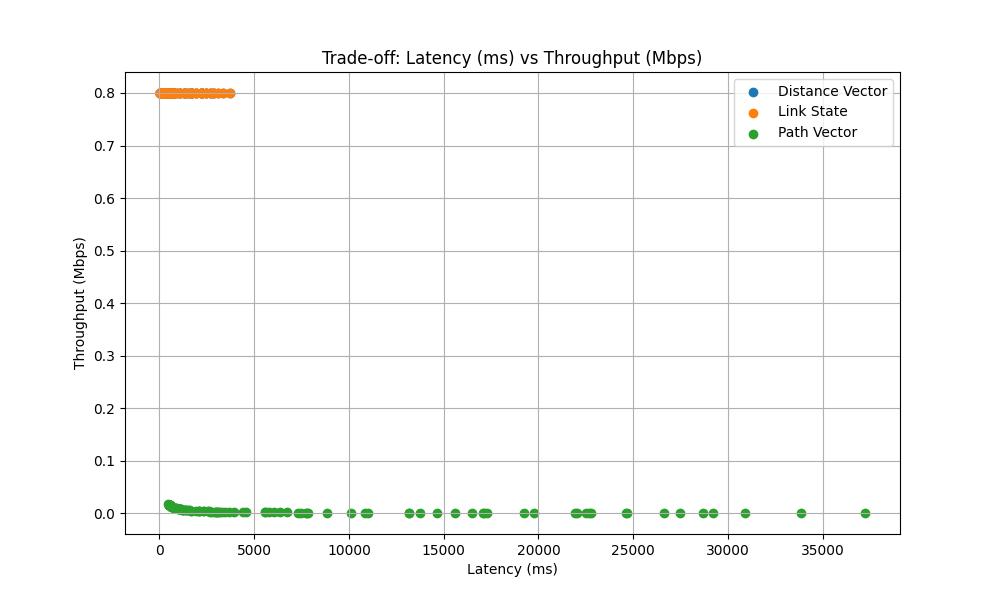 Trade-off: Latency (ms) vs Throughput (Mbps)
Distance Vector
Link State
Path Vector
Throughput (Mbps)
0.8
0.7
0.6
0.5
0.4
0.3
0.2
0.1
0.0
0 5000 10000 15000 20000 25000 30000 35000
Latency (ms)